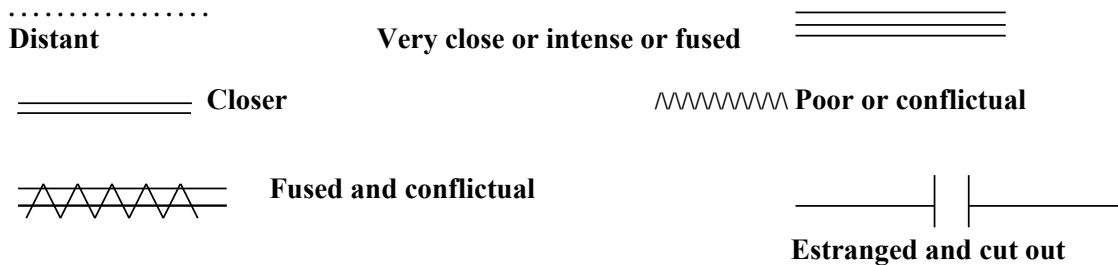 Distant
Very close or intense or fused
Closer
Poor or conflictual
Fused and conflictual
Estranged and cut out